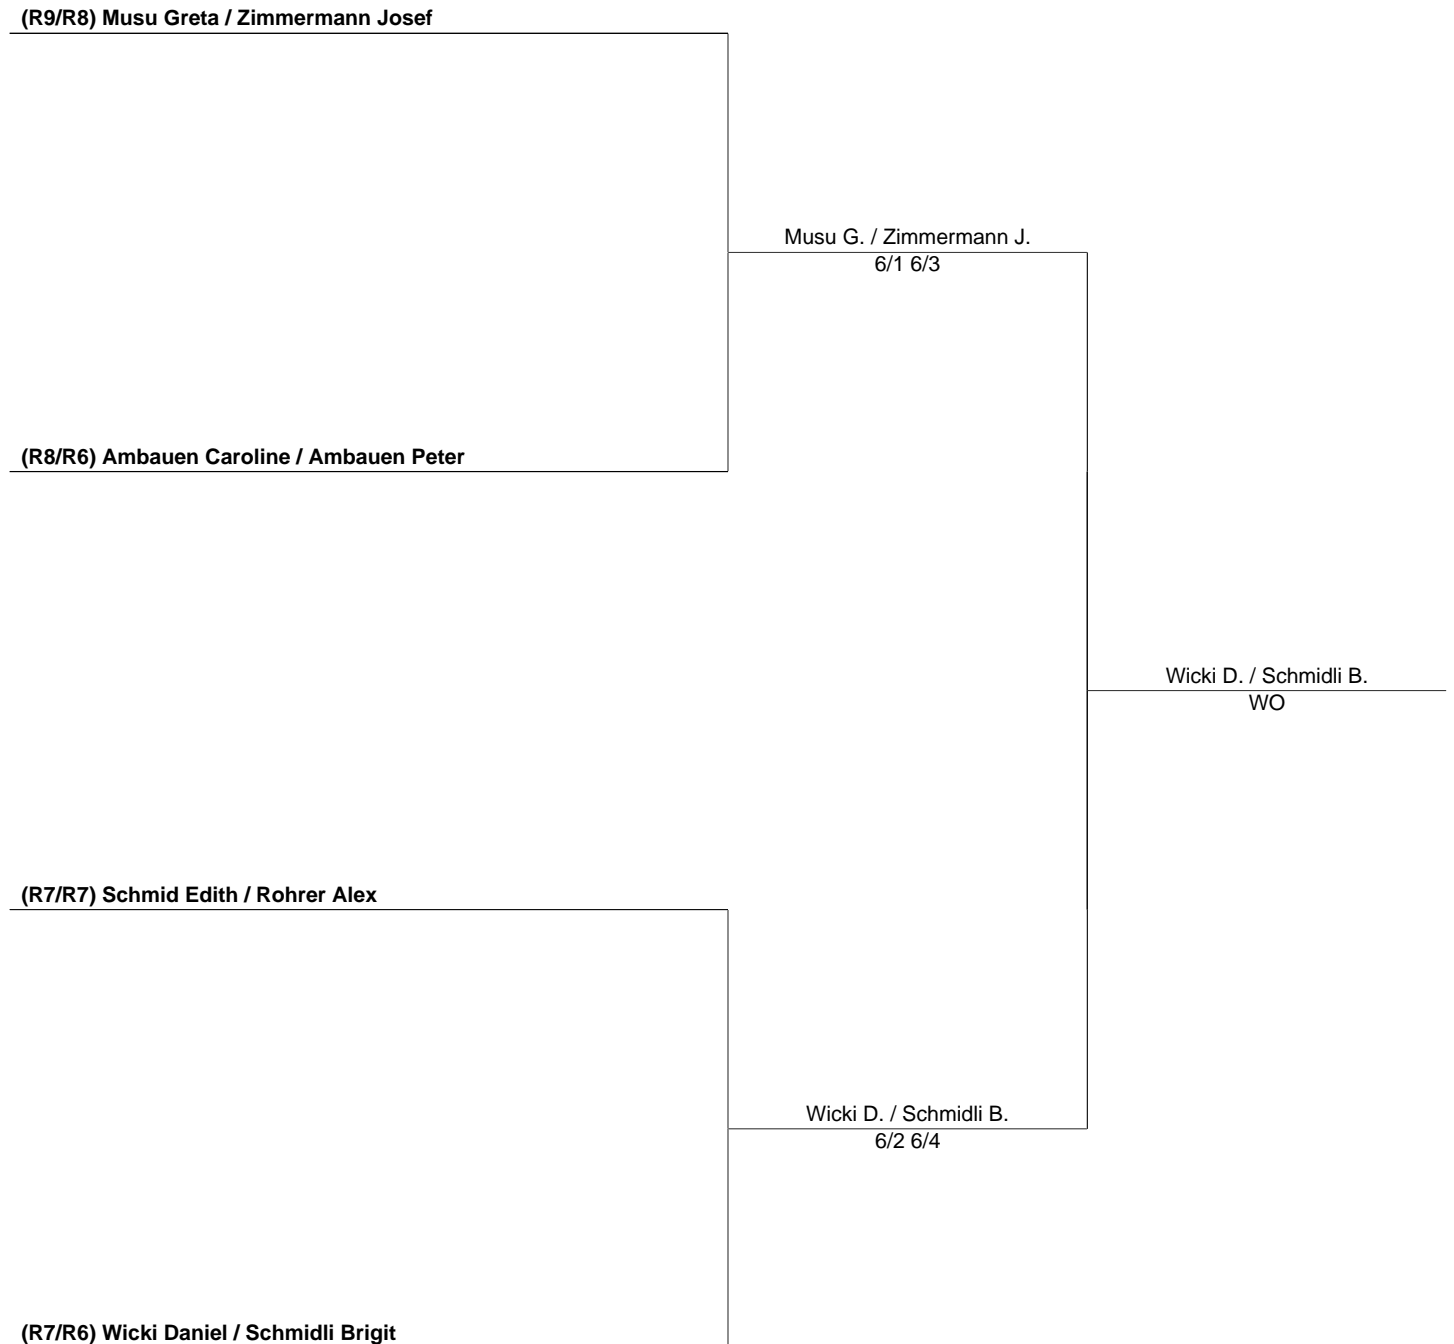 (R9/R8) Musu Greta / Zimmermann Josef
Musu G. / Zimmermann J.
6/1 6/3
(R8/R6) Ambauen Caroline / Ambauen Peter
Wicki D. / Schmidli B.
WO
(R7/R7) Schmid Edith / Rohrer Alex
Wicki D. / Schmidli B.
6/2 6/4
(R7/R6) Wicki Daniel / Schmidli Brigit